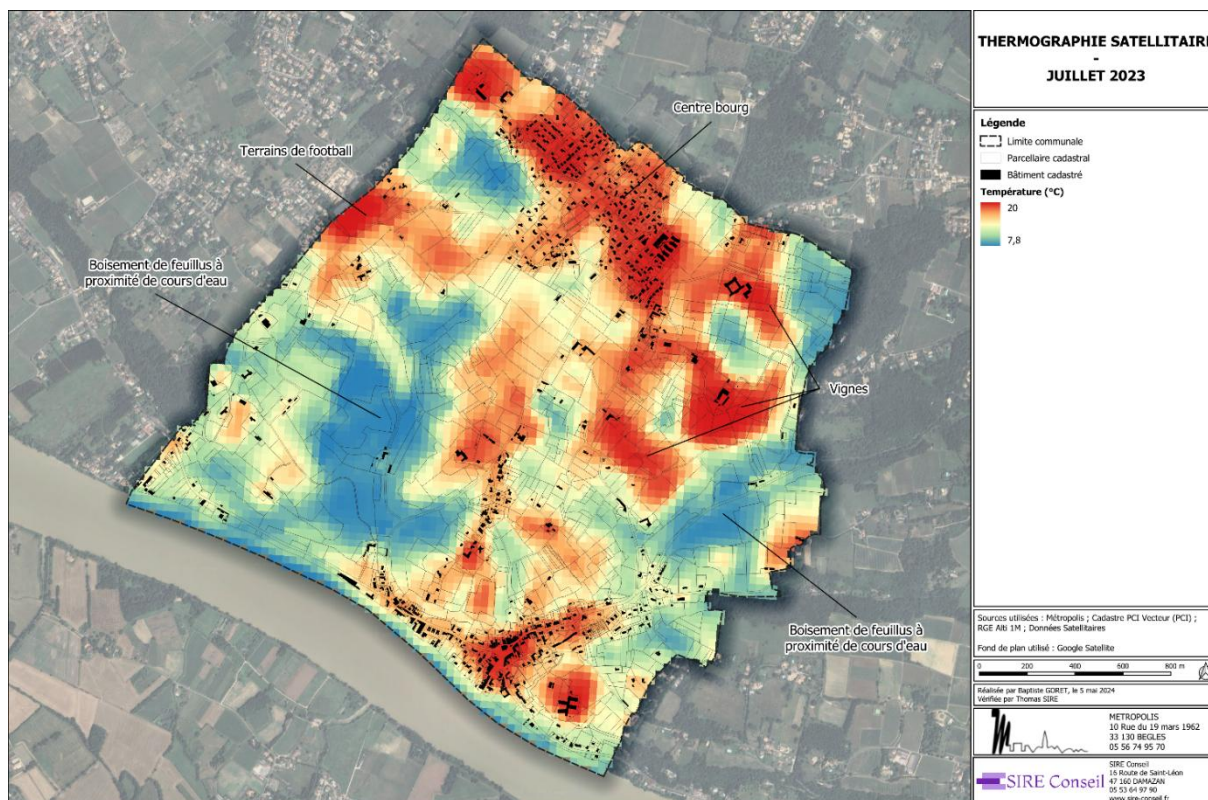 THERMOGRAPHIE SATELLITAIRE
-
JUILLET 2023
Légende
Limite communale
Parcellaire cadastral
Bâtiment cadastré
Température (°C)
20
7,8
Centre bourg
Terrains de football
Boisement de feuillus à
proximité de cours d'eau
Vignes
Boisement de feuillus à
proximité de cours d'eau
Sources utilisées : Métropolis ; Cadastre PCI Vecteur (PCI) ;
RGE Alti 1M ; Données Satellitaires
Fond de plan utilisé : Google Satellite
0 200 400 600 800 m
Réalisée par Baptiste GORET, le 5 mai 2024
Vérifiée par Thomas SIRE
METROPOLIS
10 Rue du 19 mars 1962
33 130 BEGLES
05 56 74 95 70
SIRE Conseil
SIRE Conseil
16 Route de Saint-Léon
47 160 DAMAZAN
05 53 64 97 90
www.sire-conseil.fr